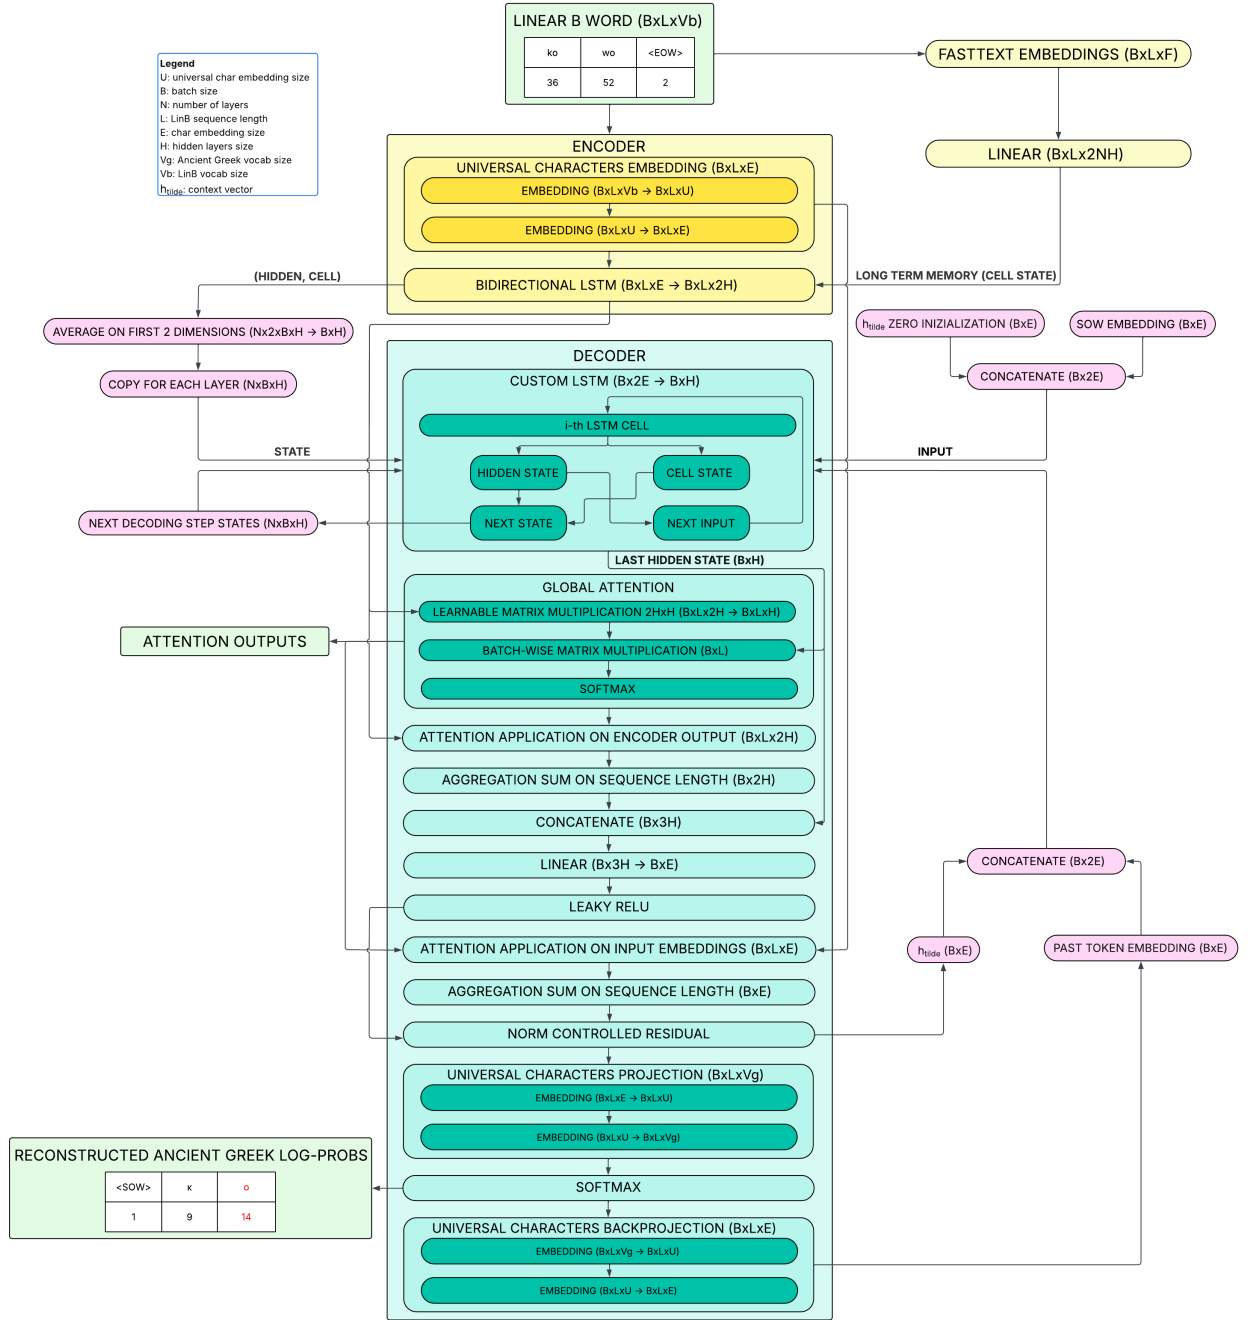 LINEAR B WORD (BxLxVb)
ko wo <EOW>
36 52 2
FASTTEXT EMBEDDINGS (BxLxF)
LINEAR (BxLx2NH)
Legend
U: universal char embedding size
B: batch size
N: number of layers
L: LinB sequence length
E: char embedding size
H: hidden layers size
Vg: Ancient Greek vocab size
Vb: LinB vocab size
htilde: context vector
ENCODER
UNIVERSAL CHARACTERS EMBEDDING (BxLxE)
EMBEDDING (BxLxVb → BxLxU)
EMBEDDING (BxLxU → BxLxE)
BIDIRECTIONAL LSTM (BxLxE → BxLx2H)
(HIDDEN, CELL)
LONG TERM MEMORY (CELL STATE)
AVERAGE ON FIRST 2 DIMENSIONS (Nx2xBxH → BxH)
COPY FOR EACH LAYER (NxBxH)
STATE
NEXT DECODING STEP STATES (NxBxH)
htilde ZERO INIZIALIZATION (BxE)
SOW EMBEDDING (BxE)
CONCATENATE (Bx2E)
INPUT
DECODER
CUSTOM LSTM (Bx2E → BxH)
i-th LSTM CELL
HIDDEN STATE
CELL STATE
NEXT STATE
NEXT INPUT
LAST HIDDEN STATE (BxH)
GLOBAL ATTENTION
LEARNABLE MATRIX MULTIPLICATION 2HxH (BxLx2H → BxLxH)
BATCH-WISE MATRIX MULTIPLICATION (BxL)
SOFTMAX
ATTENTION OUTPUTS
ATTENTION APPLICATION ON ENCODER OUTPUT (BxLx2H)
AGGREGATION SUM ON SEQUENCE LENGTH (Bx2H)
CONCATENATE (Bx3H)
LINEAR (Bx3H → BxE)
LEAKY RELU
ATTENTION APPLICATION ON INPUT EMBEDDINGS (BxLxE)
AGGREGATION SUM ON SEQUENCE LENGTH (BxE)
NORM CONTROLLED RESIDUAL
CONCATENATE (Bx2E)
htilde (BxE)
PAST TOKEN EMBEDDING (BxE)
UNIVERSAL CHARACTERS PROJECTION (BxLxVg)
EMBEDDING (BxLxE → BxLxU)
EMBEDDING (BxLxU → BxLxVg)
SOFTMAX
RECONSTRUCTED ANCIENT GREEK LOG-PROBS
<SOW> κ ο
1 9 14
UNIVERSAL CHARACTERS BACKPROJECTION (BxLxE)
EMBEDDING (BxLxVg → BxLxU)
EMBEDDING (BxLxU → BxLxE)